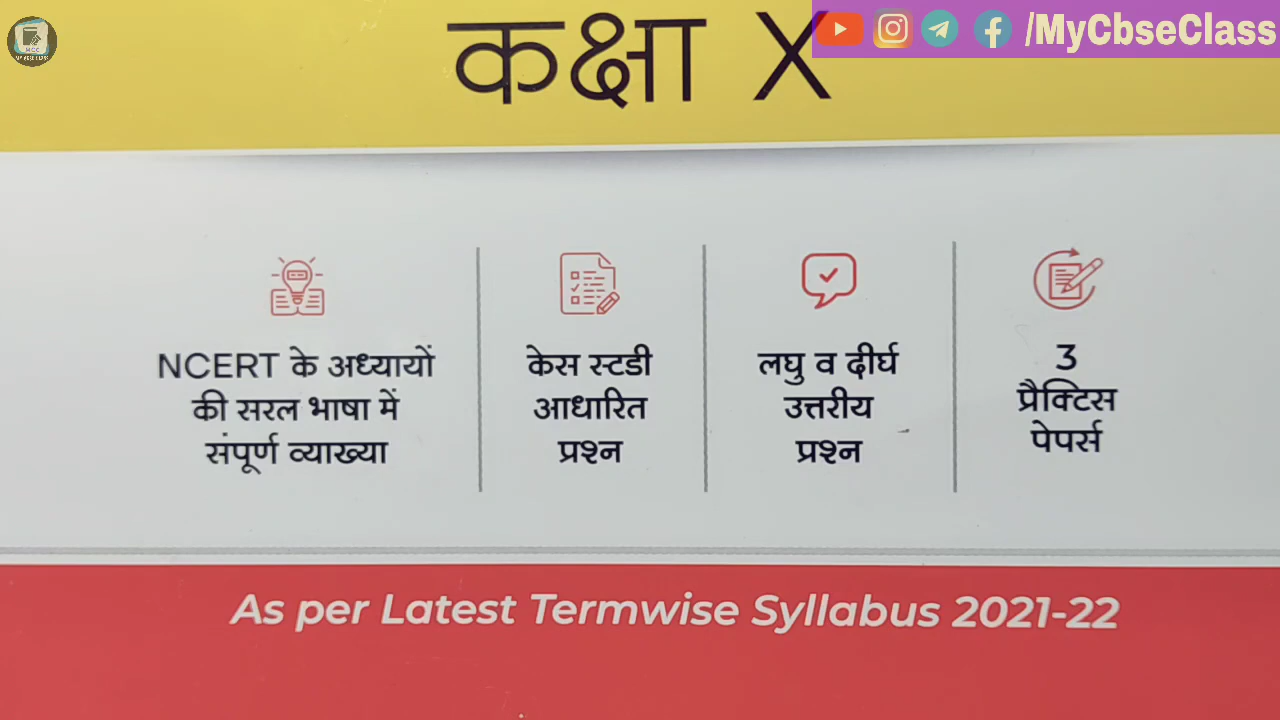 /MyCbseClass
कक्षा X
NCERT के अध्यायों
की सरल भाषा में
संपूर्ण व्याख्या
केस स्टडी
आधारित
प्रश्न
लघु व दीर्घ
उत्तरीय
प्रश्न
3
प्रैक्टिस
पेपर्स
As per Latest Termwise Syllabus 2021-22